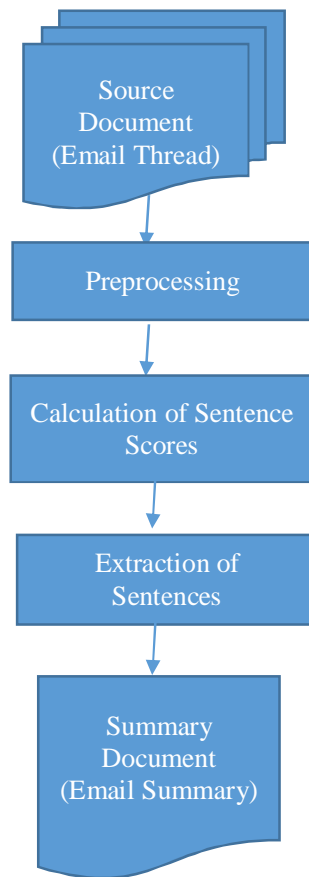 Source
Document
(Email Thread)
Preprocessing
Calculation of Sentence
Scores
Extraction of
Sentences
Summary
Document
(Email Summary)